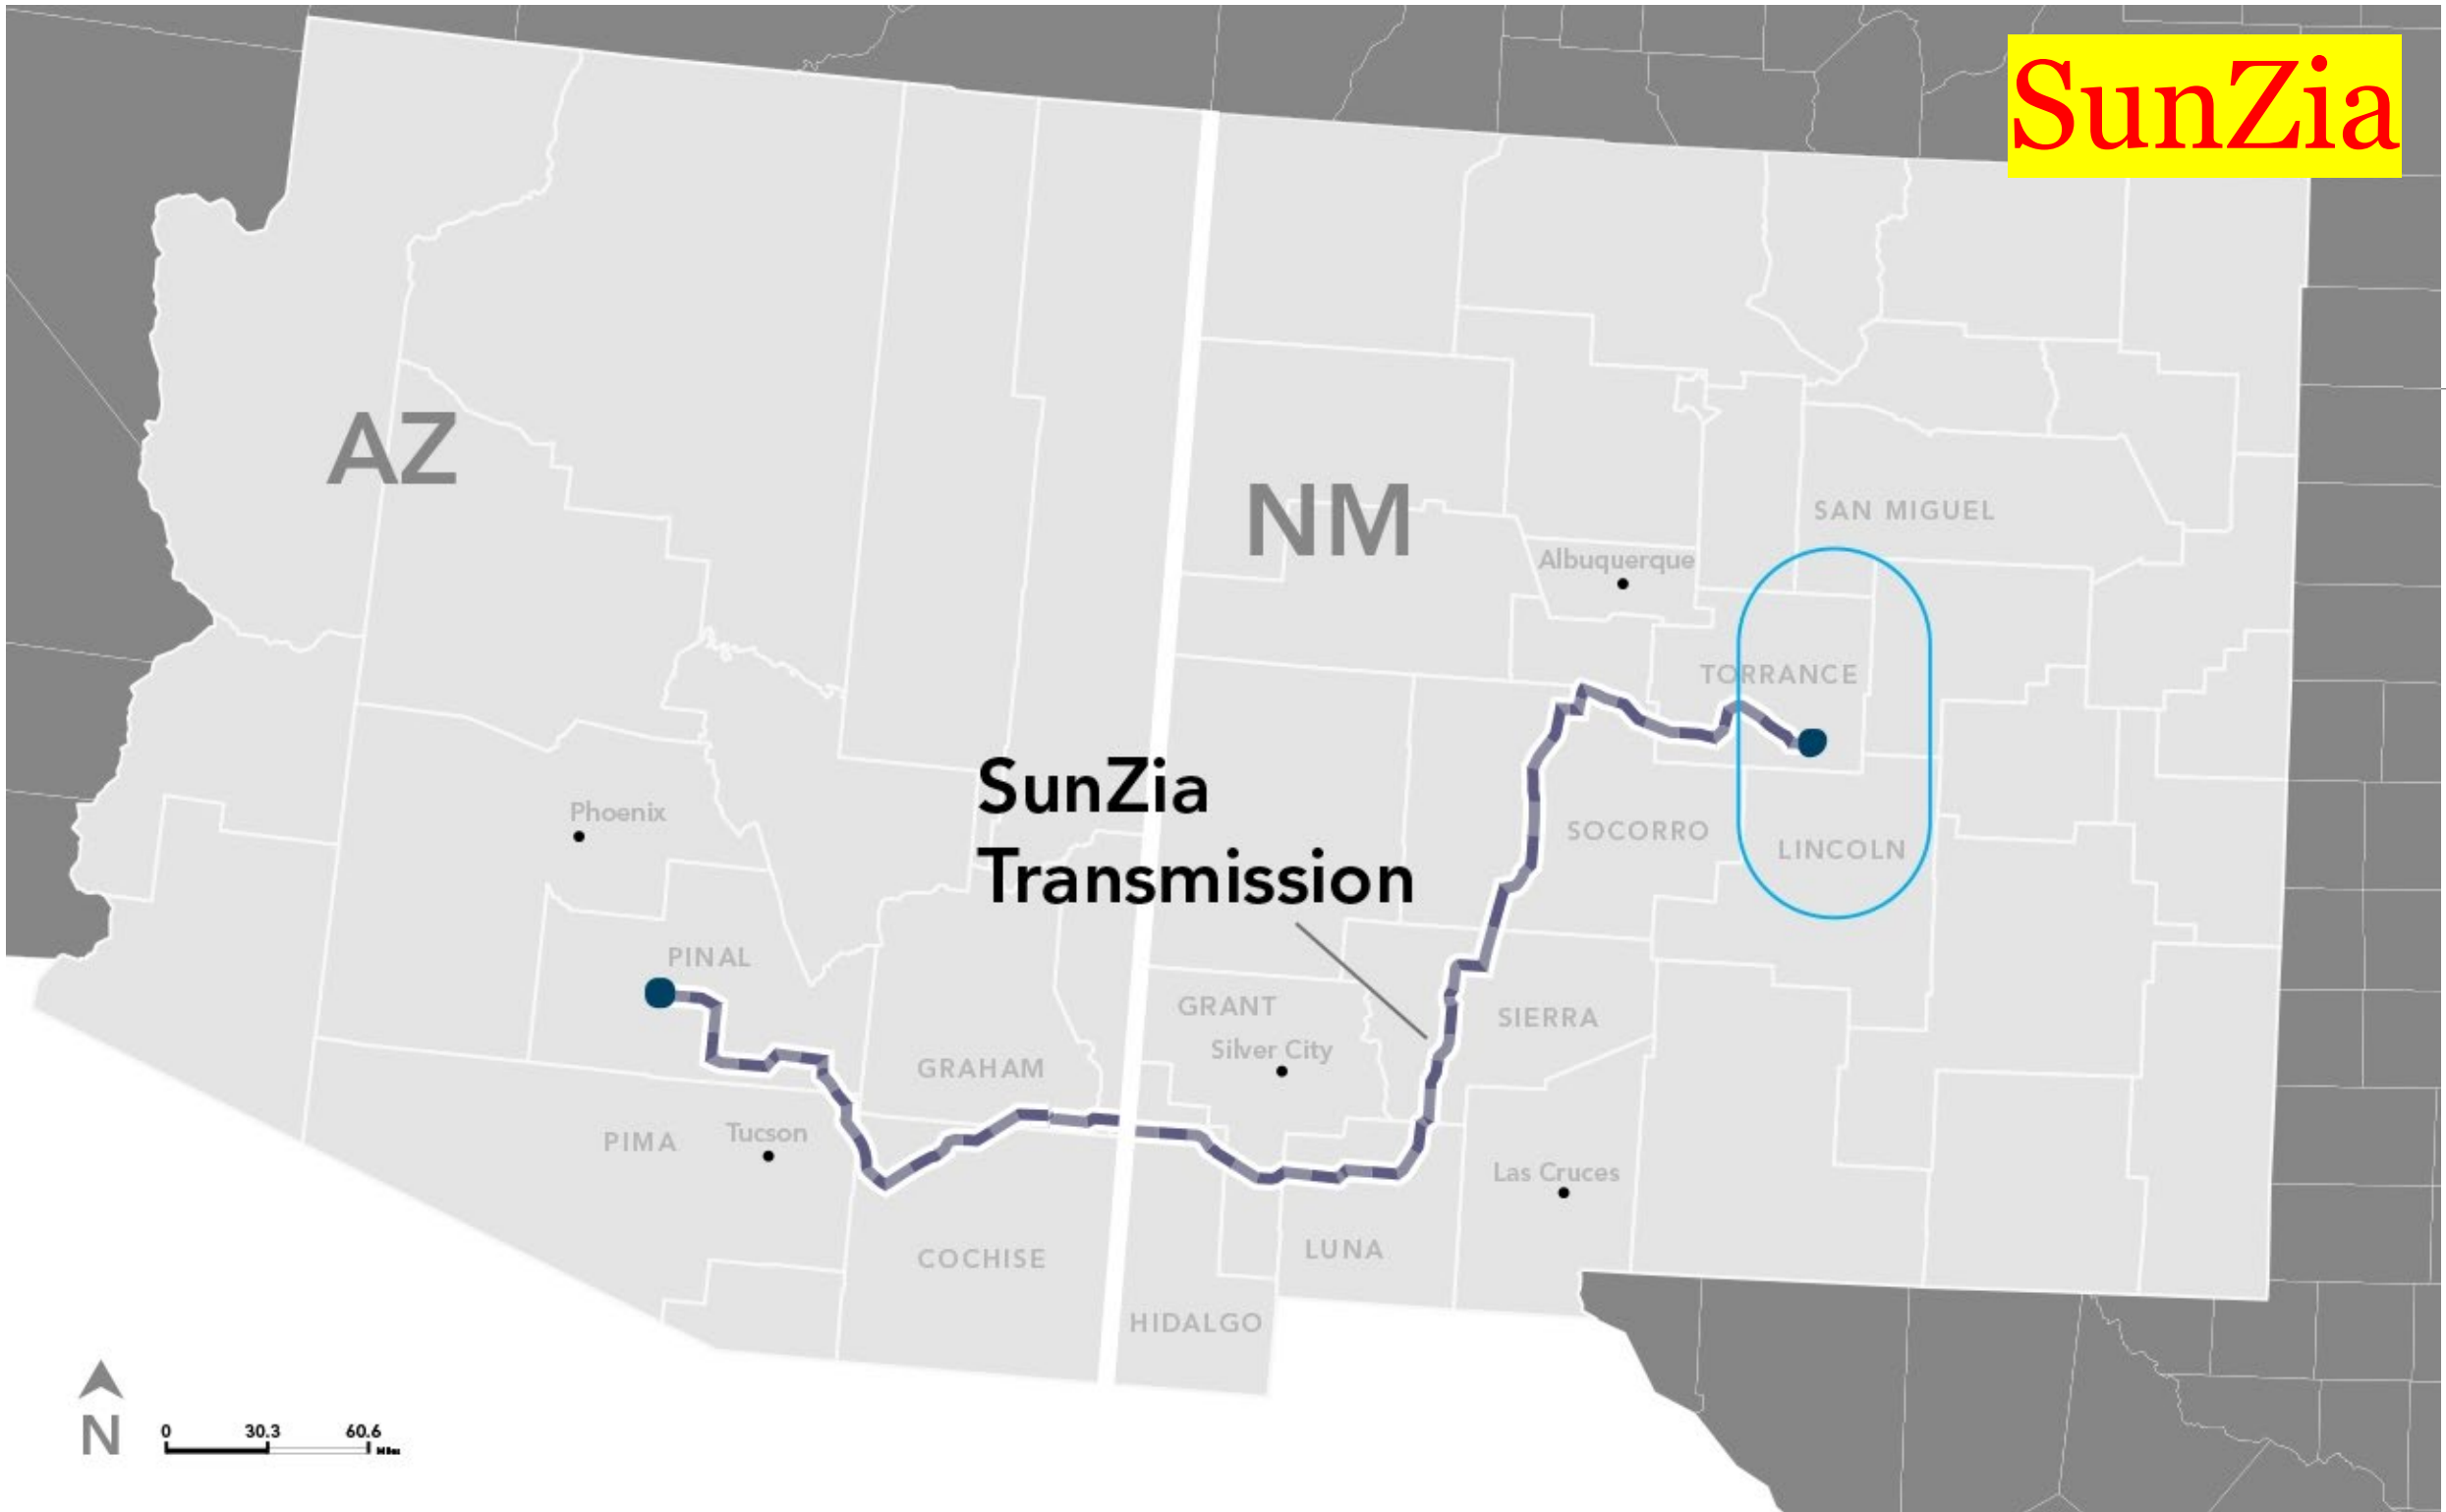 SunZia
AZ
NM
SAN MIGUEL
Albuquerque
TORRANCE
SunZia
Transmission
Phoenix
SOCORRO
LINCOLN
PINAL
GRANT
SIERRA
Silver City
GRAHAM
PIMA
Tucson
Las Cruces
COCHISE
LUNA
HIDALGO
N
0 30.3 60.6
Miles